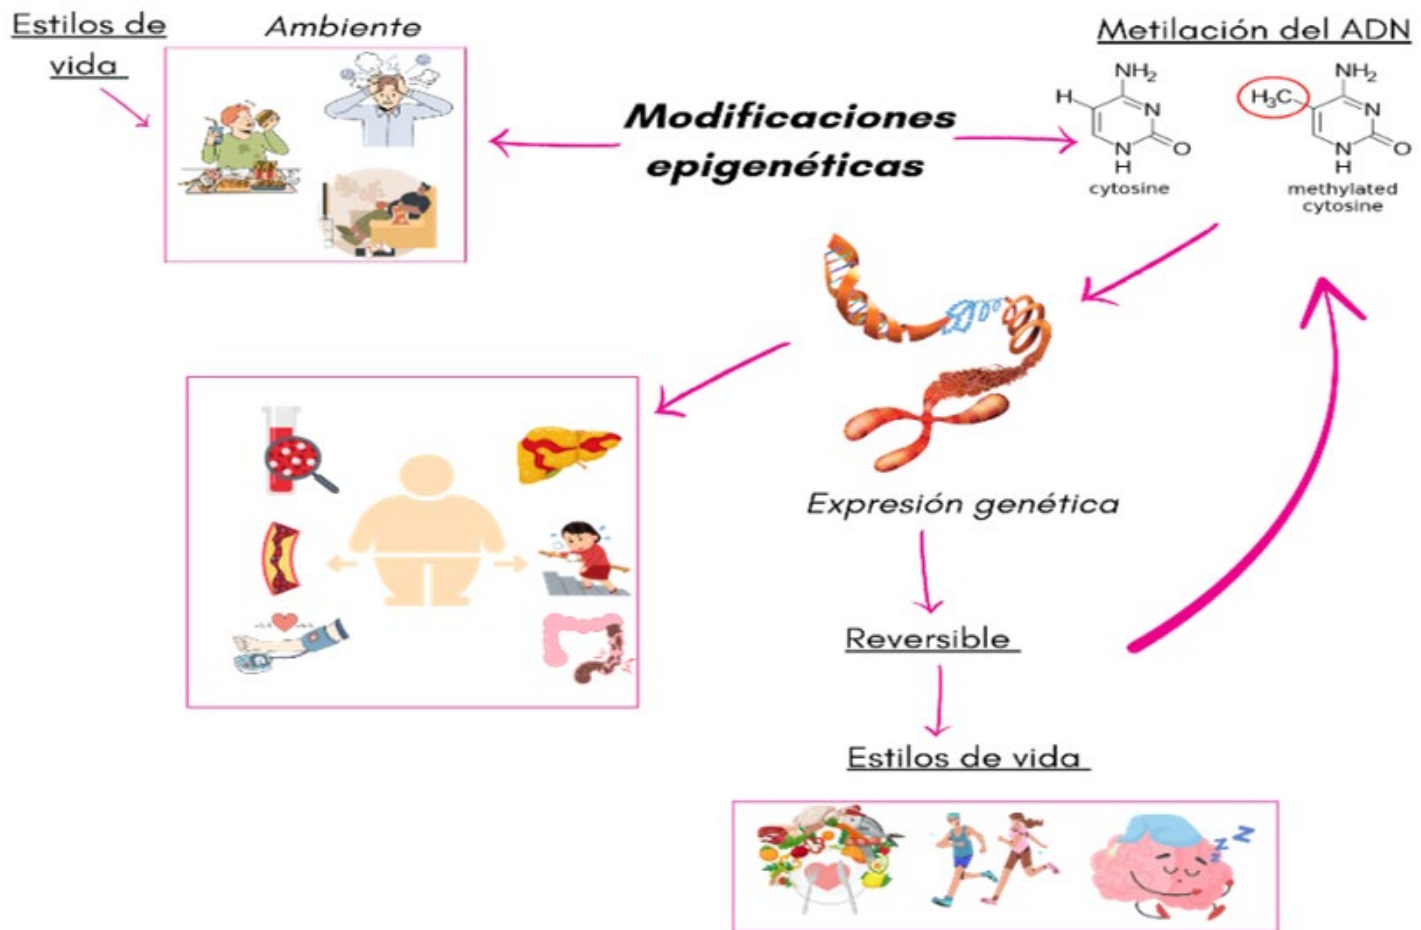 Estilos de
vida
Ambiente
Modificaciones
epigenéticas
Metilación del ADN
NH₂
H
N
N
H
O
cytosine
NH₂
H₃C
N
N
H
O
methylated
cytosine
Expresión genética
Reversible
Estilos de vida
z z z